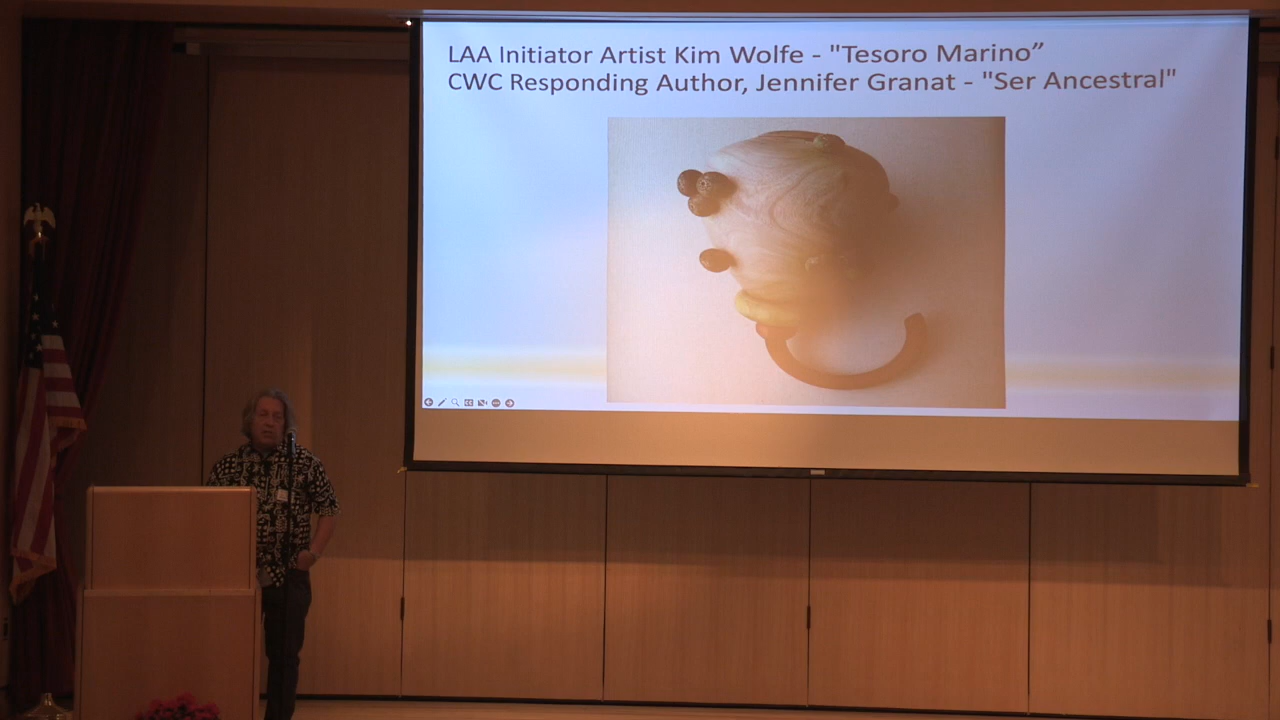 LAA Initiator Artist Kim Wolfe - "Tesoro Marino”
CWC Responding Author, Jennifer Granat - "Ser Ancestral"